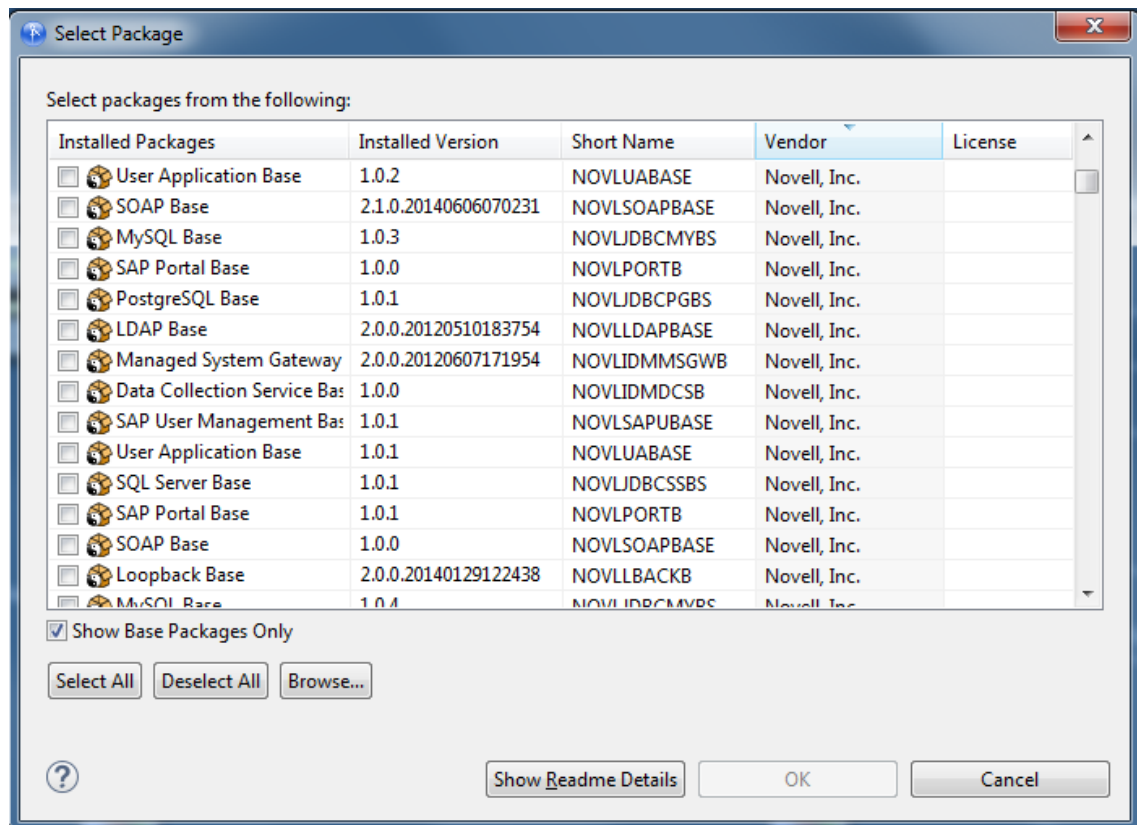 Select Package
x
Select packages from the following:
Installed Packages Installed Version Short Name Vendor License
User Application Base 1.0.2 NOVLUABASE Novell, Inc.
SOAP Base 2.1.0.20140606070231 NOVLSOAPBASE Novell, Inc.
MySQL Base 1.0.3 NOVLJDBCMYBS Novell, Inc.
SAP Portal Base 1.0.0 NOVLPORTB Novell, Inc.
PostgreSQL Base 1.0.1 NOVLJDBCPGBS Novell, Inc.
LDAP Base 2.0.0.20120510183754 NOVLLDAPBASE Novell, Inc.
Managed System Gateway 2.0.0.20120607171954 NOVLIDMMSGWB Novell, Inc.
Data Collection Service Bas 1.0.0 NOVLIDMDCSB Novell, Inc.
SAP User Management Bas 1.0.1 NOVLSAPUBASE Novell, Inc.
User Application Base 1.0.1 NOVLUABASE Novell, Inc.
SQL Server Base 1.0.1 NOVLJDBCSSBS Novell, Inc.
SAP Portal Base 1.0.1 NOVLPORTB Novell, Inc.
SOAP Base 1.0.0 NOVLSOAPBASE Novell, Inc.
Loopback Base 2.0.0.20140129122438 NOVLLBACKB Novell, Inc.
MySQL Base 1.0.4 NOVLJDBCMYBS Novell, Inc.
Show Base Packages Only
Select All Deselect All Browse...
? Show Readme Details OK Cancel